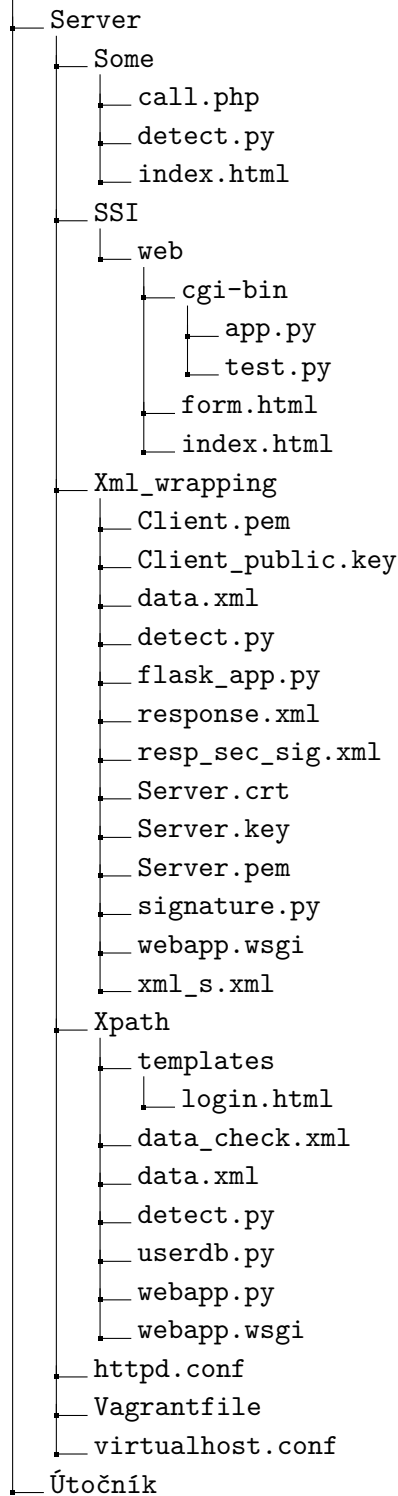 Server
Some
call.php
detect.py
index.html
SSI
web
cgi-bin
app.py
test.py
form.html
index.html
Xml_wrapping
Client.pem
Client_public.key
data.xml
detect.py
flask_app.py
response.xml
resp_sec_sig.xml
Server.crt
Server.key
Server.pem
signature.py
webapp.wsgi
xml_s.xml
Xpath
templates
login.html
data_check.xml
data.xml
detect.py
userdb.py
webapp.py
webapp.wsgi
httpd.conf
Vagrantfile
virtualhost.conf
Útočník